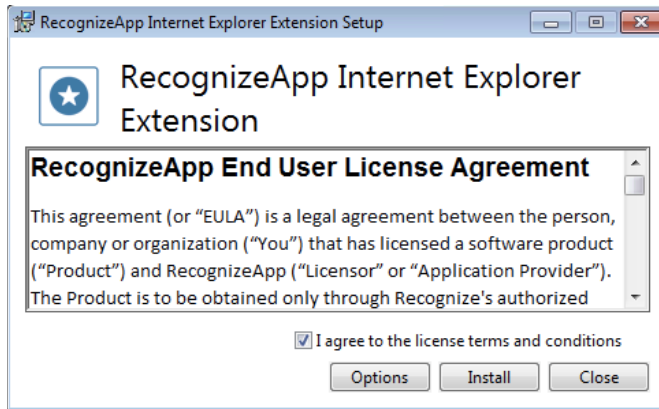 RecognizeApp Internet Explorer Extension Setup
RecognizeApp Internet Explorer
Extension
RecognizeApp End User License Agreement
This agreement (or “EULA”) is a legal agreement between the person,
company or organization (“You”) that has licensed a software product
(“Product”) and RecognizeApp (“Licensor” or “Application Provider”).
The Product is to be obtained only through Recognize's authorized
I agree to the license terms and conditions
Options Install Close